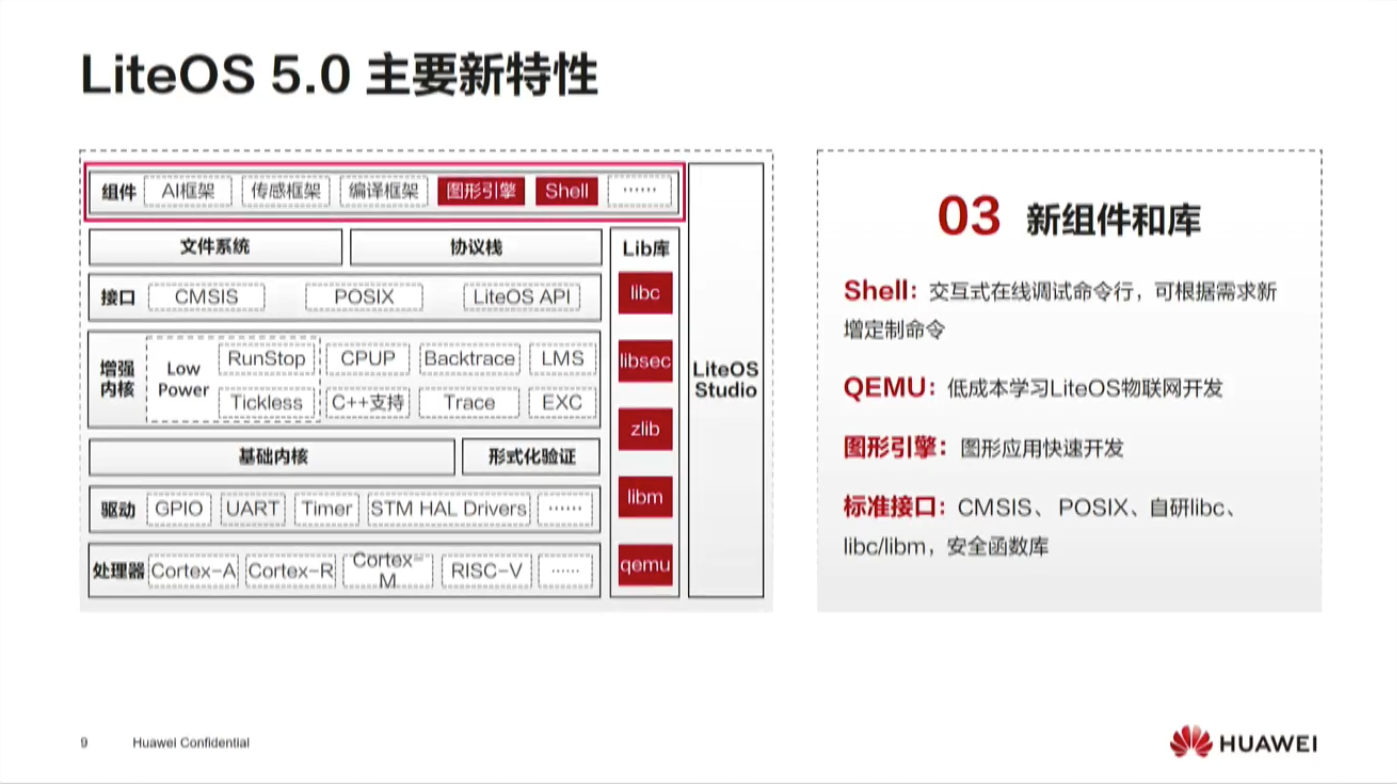 LiteOS 5.0 主要新特性
组件 AI框架 传感框架 编译框架 图形引擎 Shell ……
文件系统 协议栈
接口 CMSIS POSIX LiteOS API
增强
内核
Low
Power
RunStop CPUP Backtrace LMS
Tickless C++支持 Trace EXC
基础内核 形式化验证
驱动 GPIO UART Timer STM HAL Drivers ……
处理器 Cortex-A Cortex-R Cortex-
M
RISC-V ……
Lib库
libc
libsec
zlib
libm
qemu
LiteOS
Studio
03 新组件和库
Shell：交互式在线调试命令行，可根据需求新
增定制命令
QEMU：低成本学习LiteOS物联网开发
图形引擎：图形应用快速开发
标准接口：CMSIS、POSIX、自研libc、
libc/libm，安全函数库
9 Huawei Confidential
HUAWEI